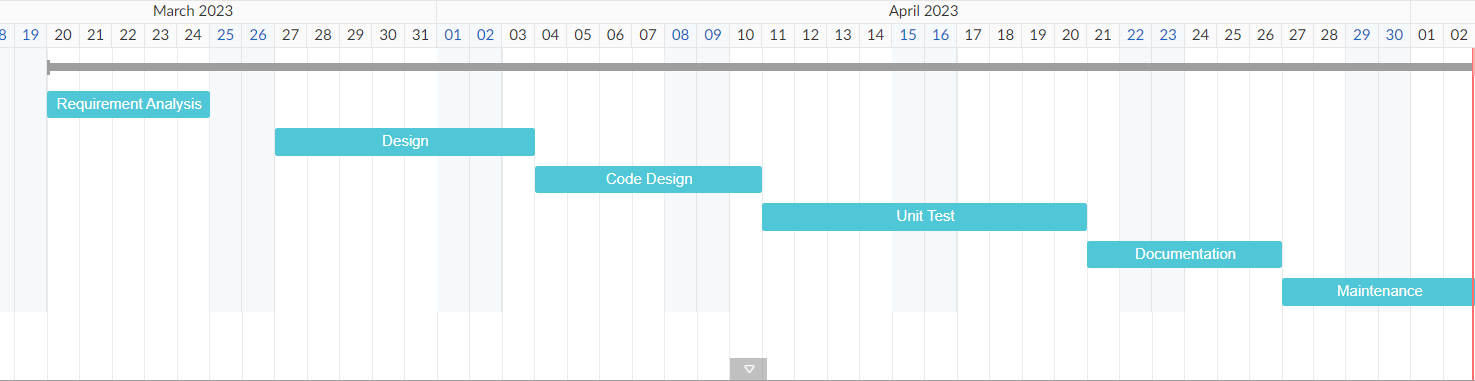 March 2023 April 2023
8 19 20 21 22 23 24 25 26 27 28 29 30 31 01 02 03 04 05 06 07 08 09 10 11 12 13 14 15 16 17 18 19 20 21 22 23 24 25 26 27 28 29 30 01 02
Requirement Analysis
Design
Code Design
Unit Test
Documentation
Maintenance